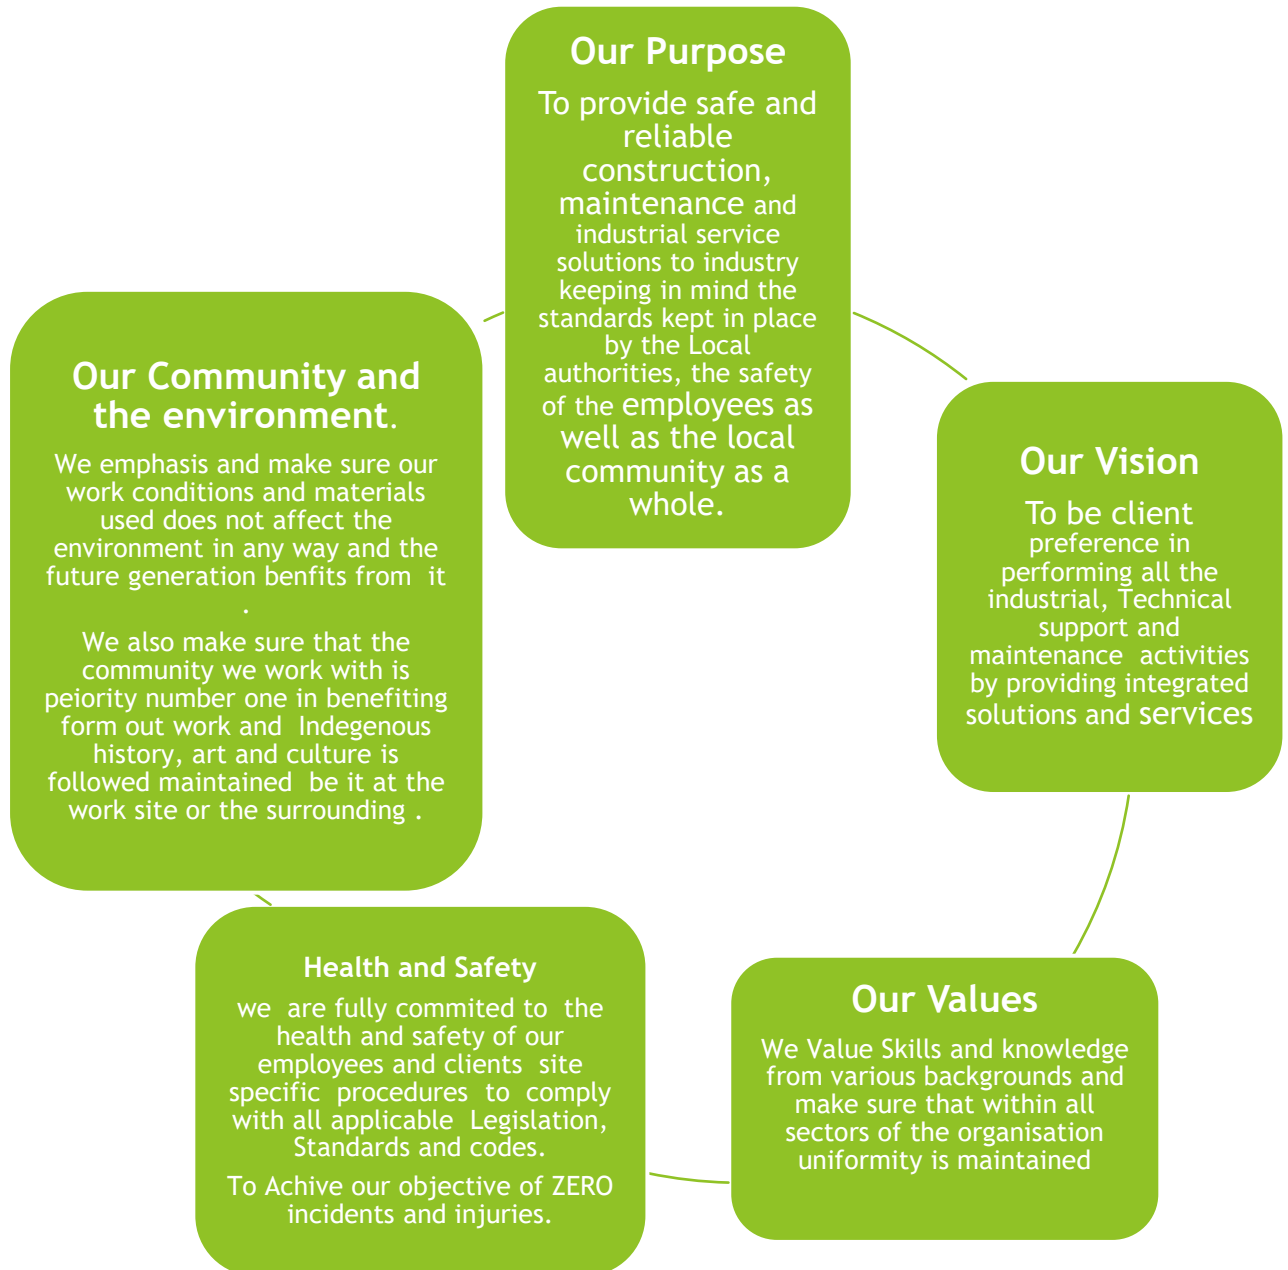 Our Purpose
To provide safe and
reliable
construction,
maintenance and
industrial service
solutions to industry
keeping in mind the
standards kept in place
by the Local
authorities, the safety
of the employees as
well as the local
community as a
whole.
Our Vision
To be client
preference in
performing all the
industrial, Technical
support and
maintenance activities
by providing integrated
solutions and services
Our Values
We Value Skills and knowledge
from various backgrounds and
make sure that within all
sectors of the organisation
uniformity is maintained
Health and Safety
we are fully commited to the
health and safety of our
employees and clients site
specific procedures to comply
with all applicable Legislation,
Standards and codes.
To Achive our objective of ZERO
incidents and injuries.
Our Community and
the environment.
We emphasis and make sure our
work conditions and materials
used does not affect the
environment in any way and the
future generation benfits from it
.
We also make sure that the
community we work with is
peiority number one in benefiting
form out work and Indegenous
history, art and culture is
followed maintained be it at the
work site or the surrounding .